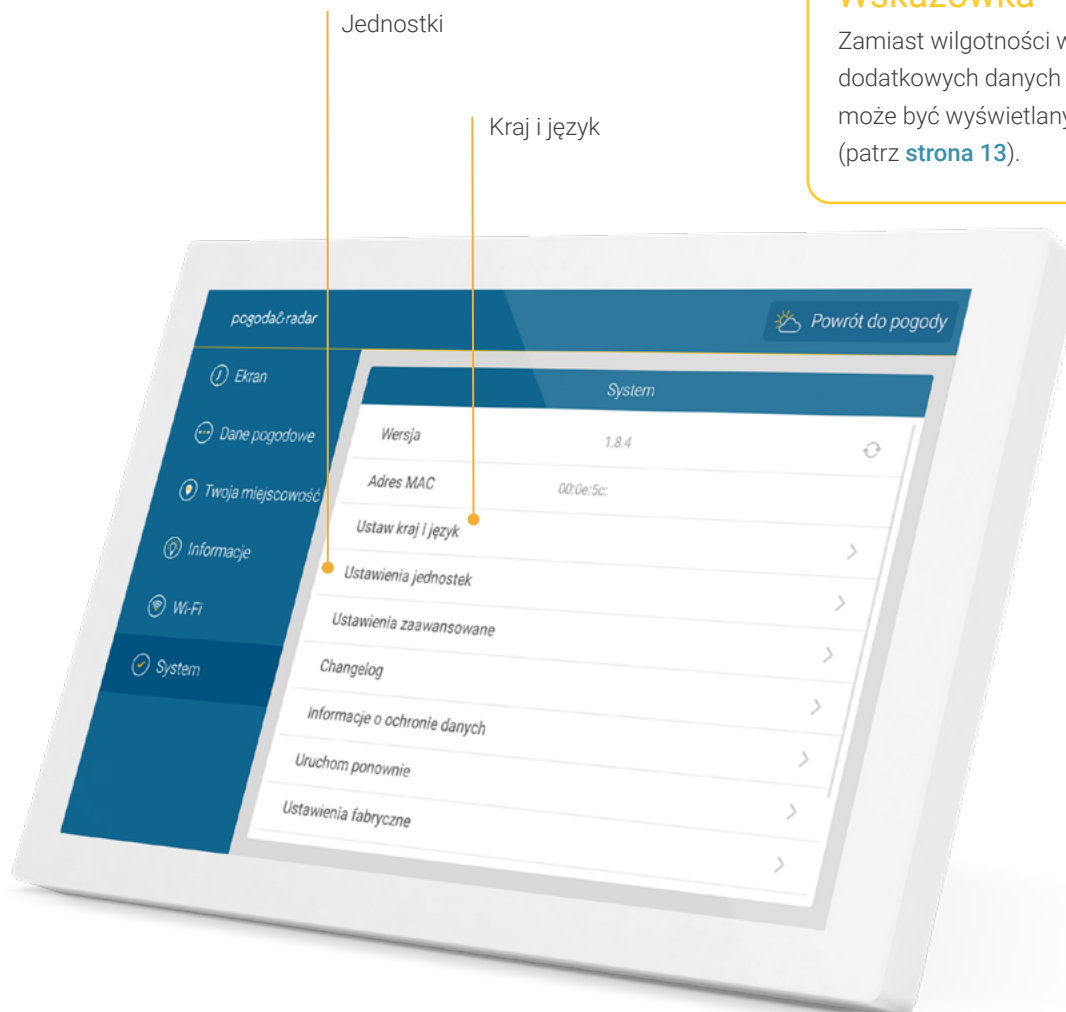 Jednostki
Wskazówka
Zamiast wilgotności
dodatkowych danych
może być wyświetlany
(patrz strona 13).
Kraj i język
pogoda&radar
Powrót do pogody
Ekran
Dane pogodowe
Twoja miejscowość
Informacje
Wi-Fi
System
System
Wersja 1.8.4
Adres MAC 00:0e:5c:
Ustaw kraj i język
Ustawienia jednostek
Ustawienia zaawansowane
Changelog
Informacje o ochronie danych
Uruchom ponownie
Ustawienia fabryczne